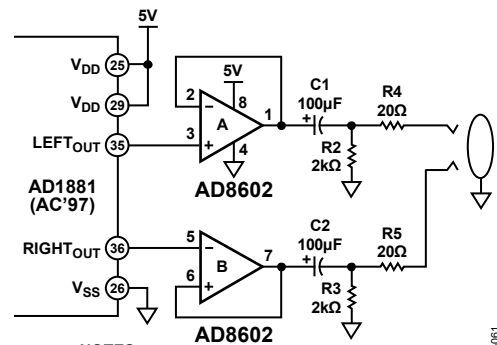 5V
VDD 25
VDD 29
LEFTOUT 35
AD1881
(AC'97)
RIGHTOUT 36
VSS 26
5V
2
8
−
1
A
3
+
4
AD8602
C1
100µF
+
R4
20Ω
R2
2kΩ
5
−
7
B
6
+
AD8602
C2
100µF
+
R5
20Ω
R3
2kΩ
061